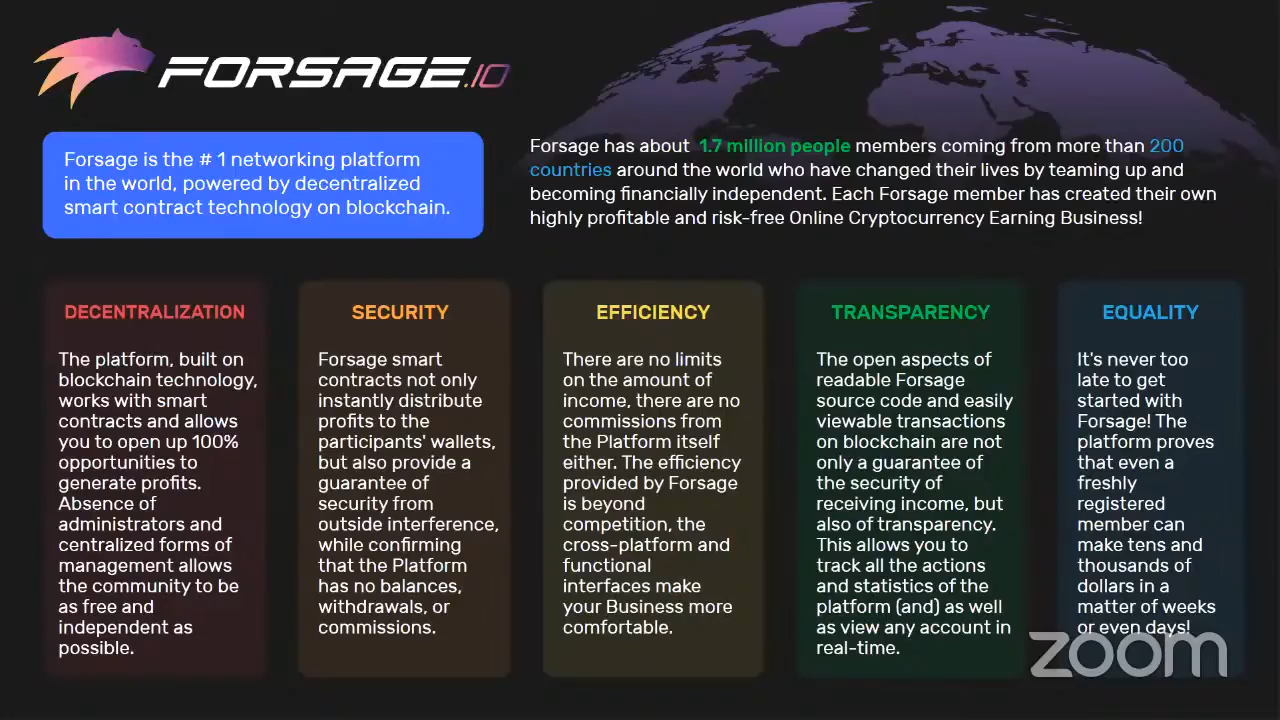 FORSAGE.IO
Forsage is the # 1 networking platform
in the world, powered by decentralized
smart contract technology on blockchain.
Forsage has about 1.7 million people members coming from more than 200
countries around the world who have changed their lives by teaming up and
becoming financially independent. Each Forsage member has created their own
highly profitable and risk-free Online Cryptocurrency Earning Business!
DECENTRALIZATION
The platform, built on
blockchain technology,
works with smart
contracts and allows
you to open up 100%
opportunities to
generate profits.
Absence of
administrators and
centralized forms of
management allows
the community to be
as free and
independent as
possible.
SECURITY
Forsage smart
contracts not only
instantly distribute
profits to the
participants' wallets,
but also provide a
guarantee of
security from
outside interference,
while confirming
that the Platform
has no balances,
withdrawals, or
commissions.
EFFICIENCY
There are no limits
on the amount of
income, there are no
commissions from
the Platform itself
either. The efficiency
provided by Forsage
is beyond
competition, the
cross-platform and
functional
interfaces make
your Business more
comfortable.
TRANSPARENCY
The open aspects of
readable Forsage
source code and easily
viewable transactions
on blockchain are not
only a guarantee of
the security of
receiving income, but
also of transparency.
This allows you to
track all the actions
and statistics of the
platform (and) as well
as view any account in
real-time.
EQUALITY
It's never too
late to get
started with
Forsage! The
platform proves
that even a
freshly
registered
member can
make tens and
thousands of
dollars in a
matter of weeks
or even days!
zoom